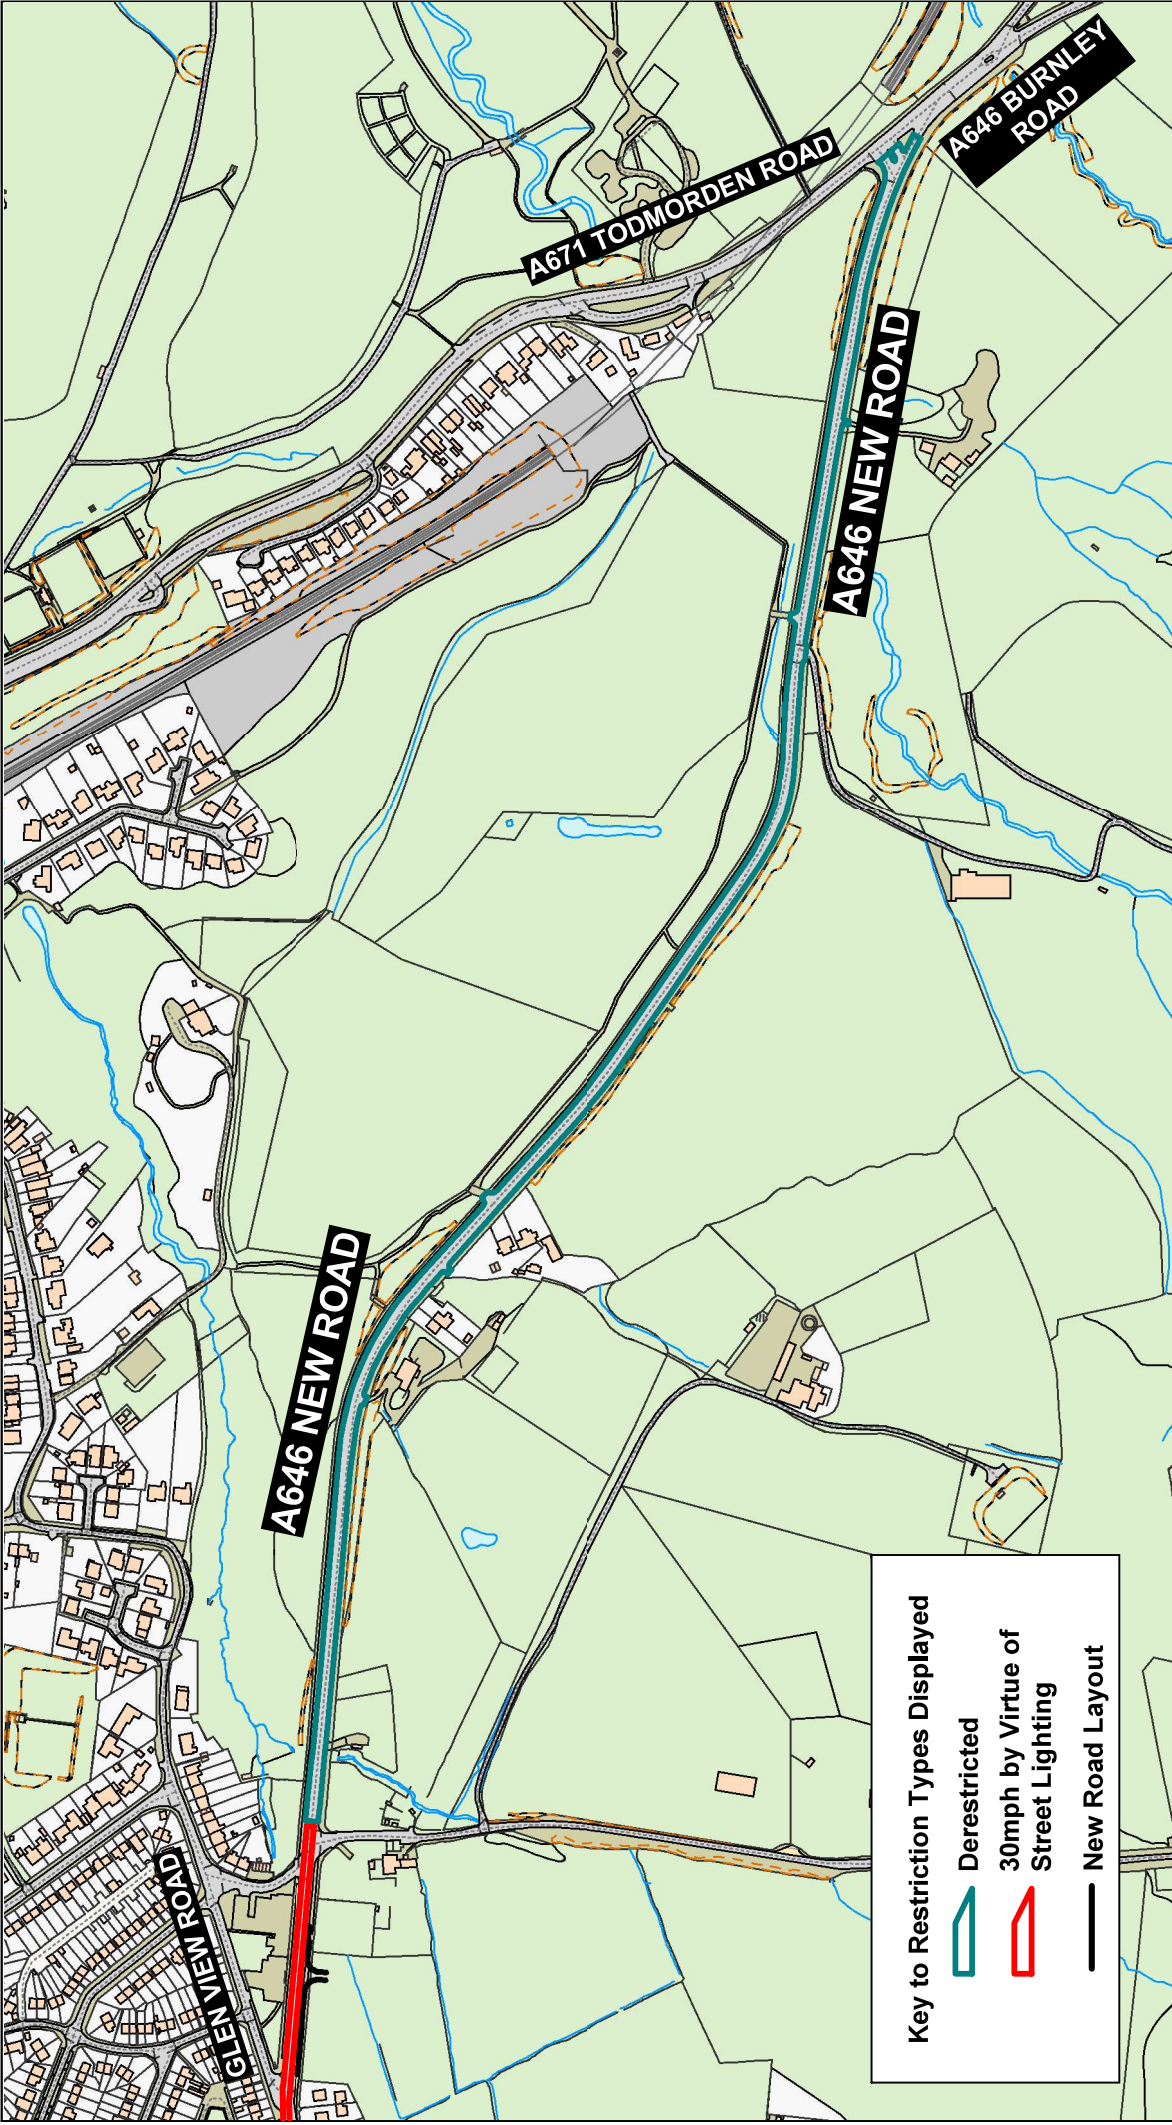 A671 TODMORDEN ROAD
A646 BURNLEY
ROAD
A646 NEW ROAD
A646 NEW ROAD
GLEN VIEW ROAD
Key to Restriction Types Displayed
Derestricted
30mph by Virtue of
Street Lighting
New Road Layout